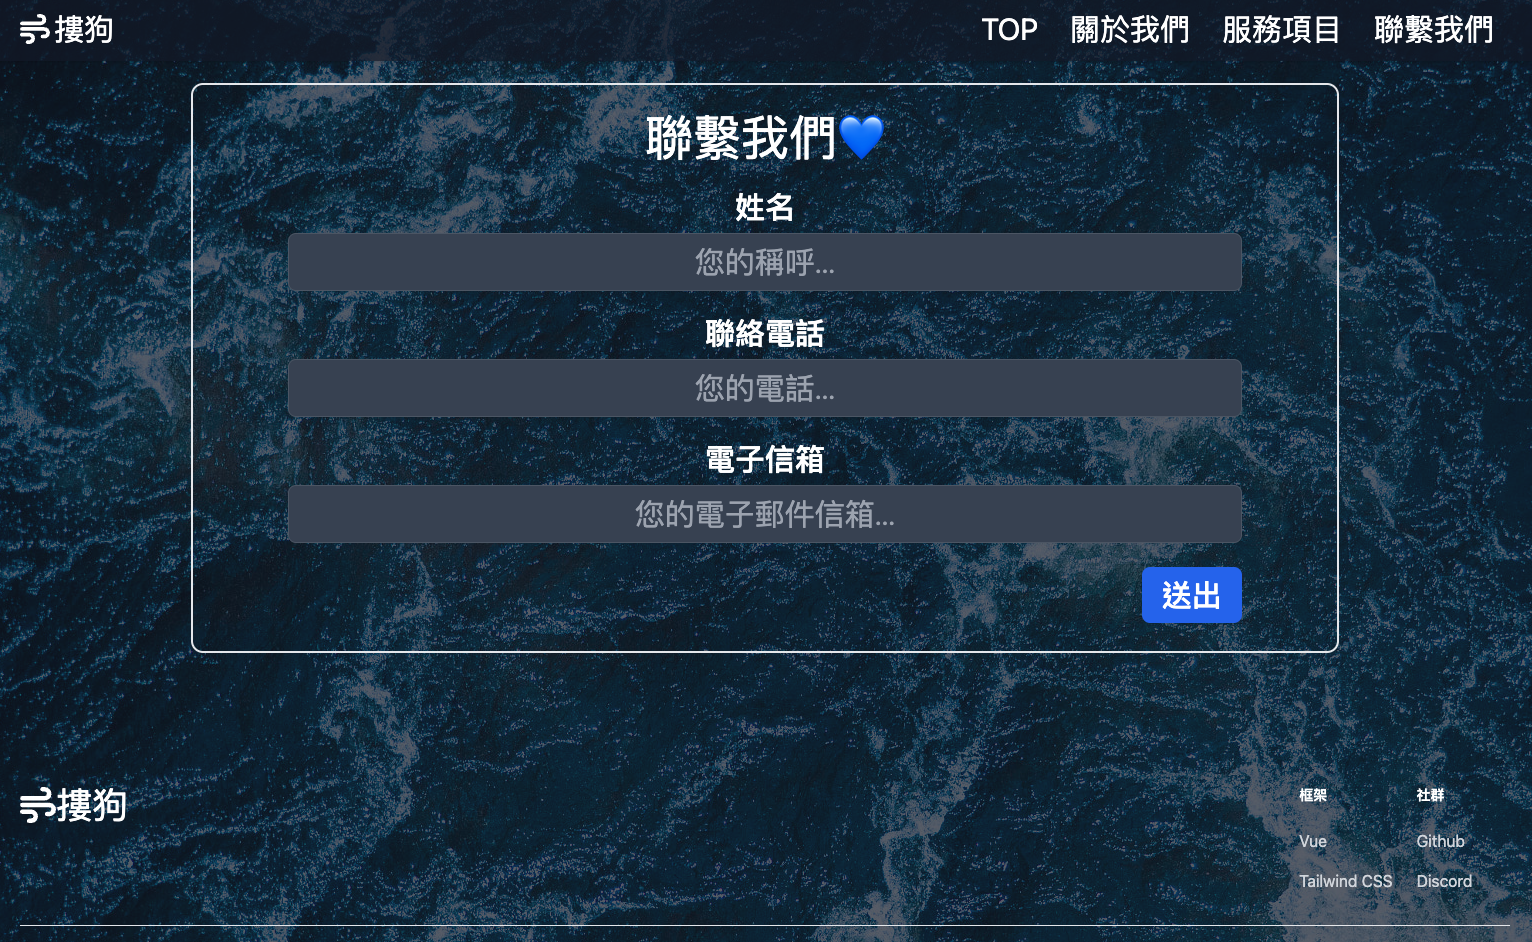 摟狗
TOP 關於我們 服務項目 聯繫我們
聯繫我們💙
姓名
您的稱呼...
聯絡電話
您的電話...
電子信箱
您的電子郵件信箱...
送出
摟狗
框架 社群
Vue Github
Tailwind CSS Discord